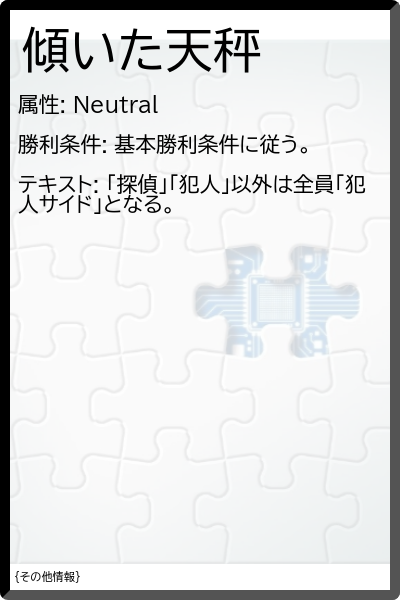 傾いた天秤
属性: Neutral
勝利条件: 基本勝利条件に従う。
テキスト: 「探偵」「犯人」以外は全員「犯
人サイド」となる。
{その他情報}